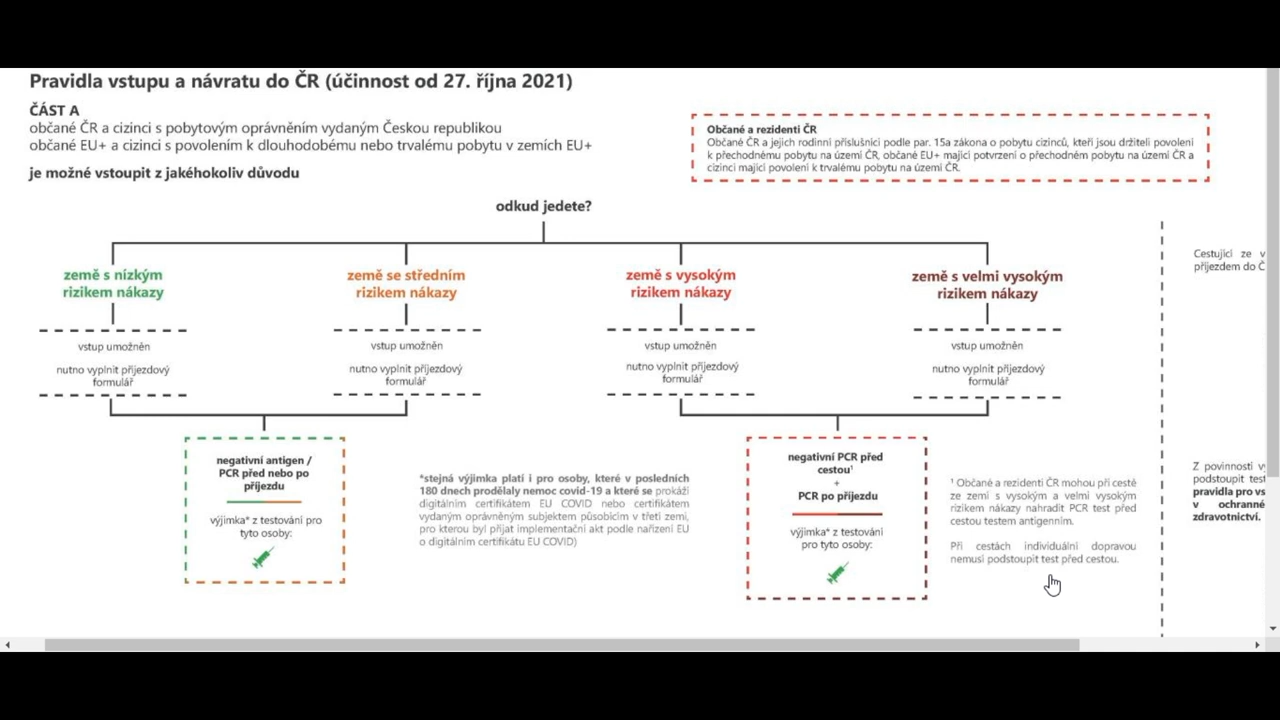 Pravidla vstupu a návratu do ČR (účinnost od 27. října 2021)
ČÁST A
občané ČR a cizinci s pobytovým oprávněním vydaným Českou republikou
občané EU+ a cizinci s povolením k dlouhodobému nebo trvalému pobytu v zemích EU+
je možné vstoupit z jakéhokoliv důvodu
Občané a rezidenti ČR
Občané ČR a jejich rodinní příslušníci podle par. 15a zákona o pobytu cizinců, kteří jsou držiteli povolení
k přechodnému pobytu na území ČR, občané EU+ mající potvrzení o přechodném pobytu na území ČR a
cizinci mající povolení k trvalému pobytu na území ČR.
odkud jedete?
země s nízkým
rizikem nákazy
vstup umožněn
nutno vyplnit příjezdový
formulář
země se středním
rizikem nákazy
vstup umožněn
nutno vyplnit příjezdový
formulář
země s vysokým
rizikem nákazy
vstup umožněn
nutno vyplnit příjezdový
formulář
země s velmi vysokým
rizikem nákazy
vstup umožněn
nutno vyplnit příjezdový
formulář
negativní antigen /
PCR před nebo po
příjezdu
výjimka* z testování pro
tyto osoby:
*stejná výjimka platí i pro osoby, které v posledních
180 dnech prodělaly nemoc covid-19 a které se prokáží
digitálním certifikátem EU COVID nebo certifikátem
vydaným oprávněným subjektem působícím v třetí zemi,
pro kterou byl přijat implementační akt podle nařízení EU
o digitálním certifikátu EU COVID)
negativní PCR před
cestou¹
+
PCR po příjezdu
výjimka* z testování
pro tyto osoby:
¹ Občané a rezidenti ČR mohou při cestě
ze zemí s vysokým a velmi vysokým
rizikem nákazy nahradit PCR test před
cestou testem antigenním.
Při cestách individuální dopravou
nemusí podstoupit test před cestou.
Cestující ze v
příjezdem do Č
Z povinnosti v
podstoupit test
pravidla pro vs
v ochranné
zdravotnictví.